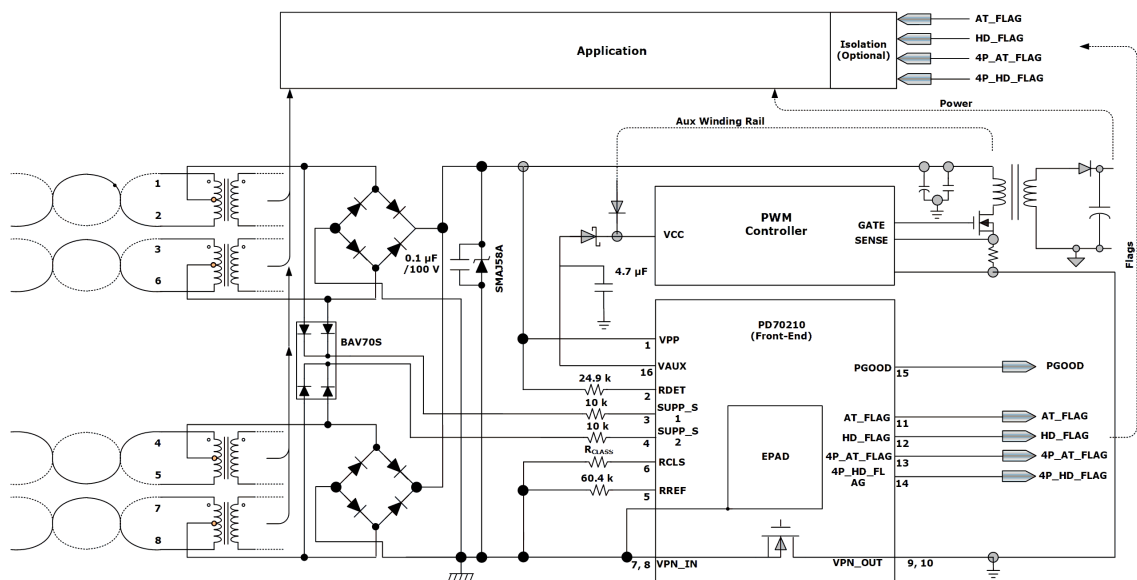 AT_FLAG
HD_FLAG
4P_AT_FLAG
4P_HD_FLAG
Application
Isolation
(Optional)
Power
Aux Winding Rail
1
2
3
6
0.1 µF
/100 V
SMAJ58A
4.7 µF
VCC
PWM
Controller
GATE
SENSE
Flags
BAV70S
PD70210
(Front-End)
1
VPP
16
VAUX
24.9 k
2
RDET
10 k
3
SUPP_S
1
10 k
4
SUPP_S
2
RCLASS
6
RCLS
60.4 k
5
RREF
EPAD
PGOOD
15
PGOOD
AT_FLAG
11
AT_FLAG
HD_FLAG
12
HD_FLAG
4P_AT_FLAG
13
4P_AT_FLAG
4P_HD_FL
AG
14
4P_HD_FLAG
4
5
7
8
7, 8
VPN_IN
VPN_OUT
9, 10